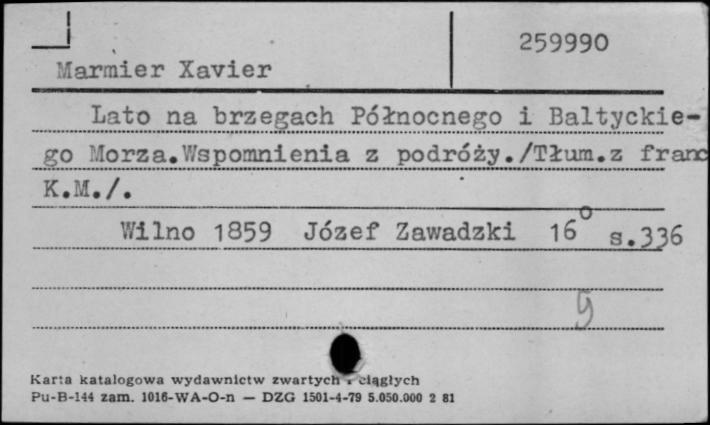 259990
Marmier Xavier
Lato na brzegach Północnego i Baltyckie-
go Morza.Wspomnienia z podróży./Tłum.z franc
K.M./.
Wilno 1859 Józef Zawadzki 16° s.336
g
Karta katalogowa wydawnictw zwartych i ciągłych
Pu-B-144 zam. 1016-WA-O-n — DZG 1501-4-79 5.050.000 2 81